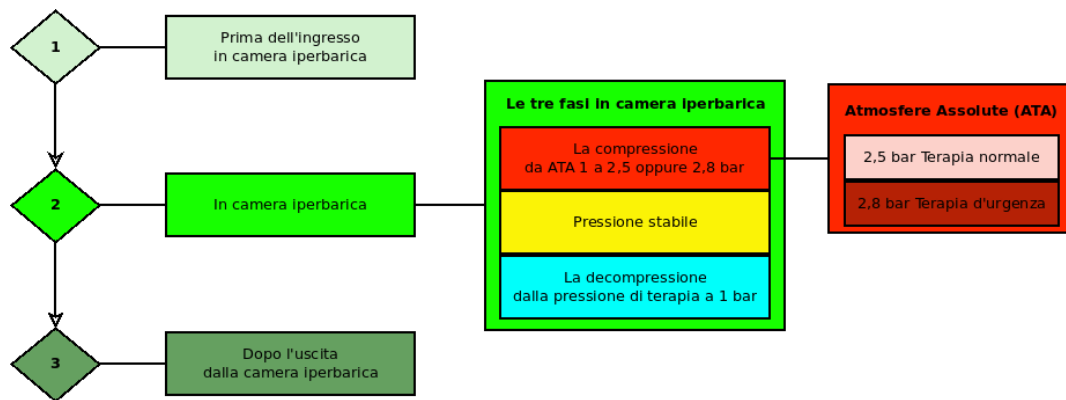 1
Prima dell'ingresso
in camera iperbarica
2
In camera iperbarica
Le tre fasi in camera iperbarica
La compressione
da ATA 1 a 2,5 oppure 2,8 bar
Pressione stabile
La decompressione
dalla pressione di terapia a 1 bar
Atmosfere Assolute (ATA)
2,5 bar Terapia normale
2,8 bar Terapia d'urgenza
3
Dopo l'uscita
dalla camera iperbarica